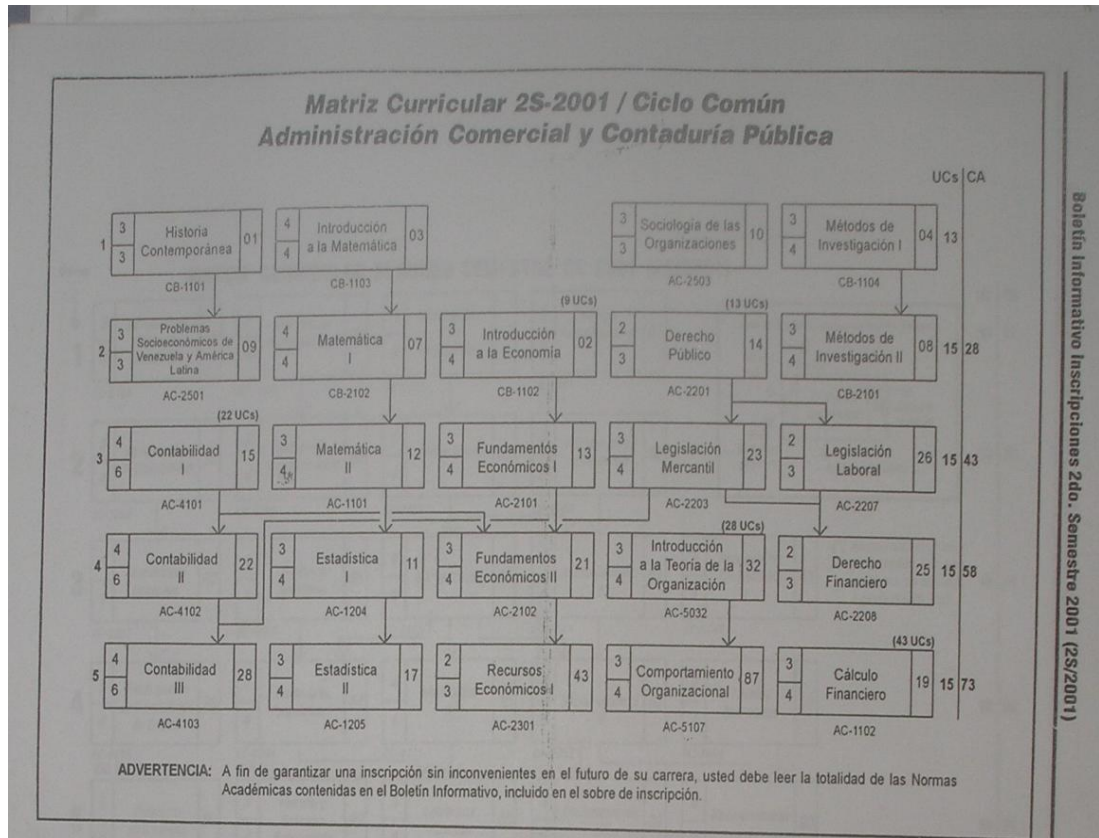 Matriz Curricular 2S-2001 / Ciclo Común
Administración Comercial y Contaduría Pública
UCs CA
1
3 3 Historia Contemporánea 01
4 4 Introducción a la Matemática 03
3 3 Sociología de las Organizaciones 10
3 4 Métodos de Investigación I 04
13
CB-1101
CB-1103
AC-2503
CB-1104
(9 UCs)
(13 UCs)
2
3 3 Problemas Socioeconómicos de Venezuela y América Latina 09
4 4 Matemática I 07
3 4 Introducción a la Economía 02
2 3 Derecho Público 14
3 4 Métodos de Investigación II 08
15 28
AC-2501
CB-2102
CB-1102
AC-2201
CB-2101
(22 UCs)
3
4 6 Contabilidad I 15
3 4 Matemática II 12
3 4 Fundamentos Económicos I 13
3 4 Legislación Mercantil 23
2 3 Legislación Laboral 26
15 43
AC-4101
AC-1101
AC-2101
AC-2203
AC-2207
(28 UCs)
4
4 6 Contabilidad II 22
3 4 Estadística I 11
3 4 Fundamentos Económicos II 21
3 4 Introducción a la Teoría de la Organización 32
2 3 Derecho Financiero 25
15 58
AC-4102
AC-1204
AC-2102
AC-5032
AC-2208
(43 UCs)
5
4 6 Contabilidad III 28
3 4 Estadística II 17
2 3 Recursos Económicos I 43
3 4 Comportamiento Organizacional 87
3 4 Cálculo Financiero 19
15 73
AC-4103
AC-1205
AC-2301
AC-5107
AC-1102
ADVERTENCIA: A fin de garantizar una inscripción sin inconvenientes en el futuro de su carrera, usted debe leer la totalidad de las Normas
Académicas contenidas en el Boletín Informativo, incluido en el sobre de inscripción.
Boletín Informativo Inscripciones 2do. Semestre 2001 (2S/2001)